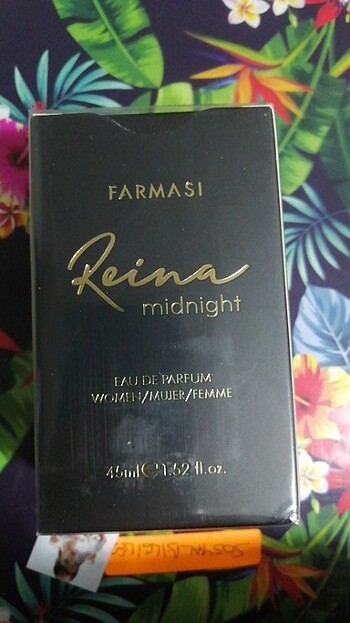 FARMASI
Reina
midnight
EAU DE PARFUM
WOMEN/MUJER/FEMME
45ml℮1.52 fl.oz.